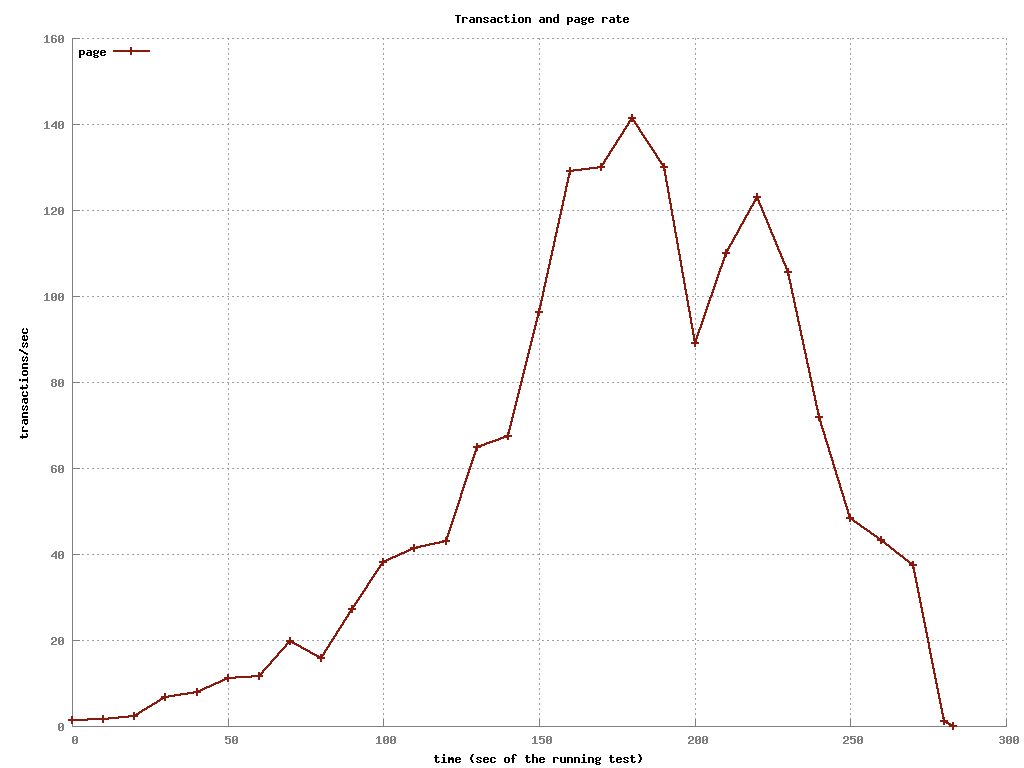 Transaction and page rate
160
page
140
120
100
80
60
40
20
0
transactions/sec
0 50 100 150 200 250 300
time (sec of the running test)